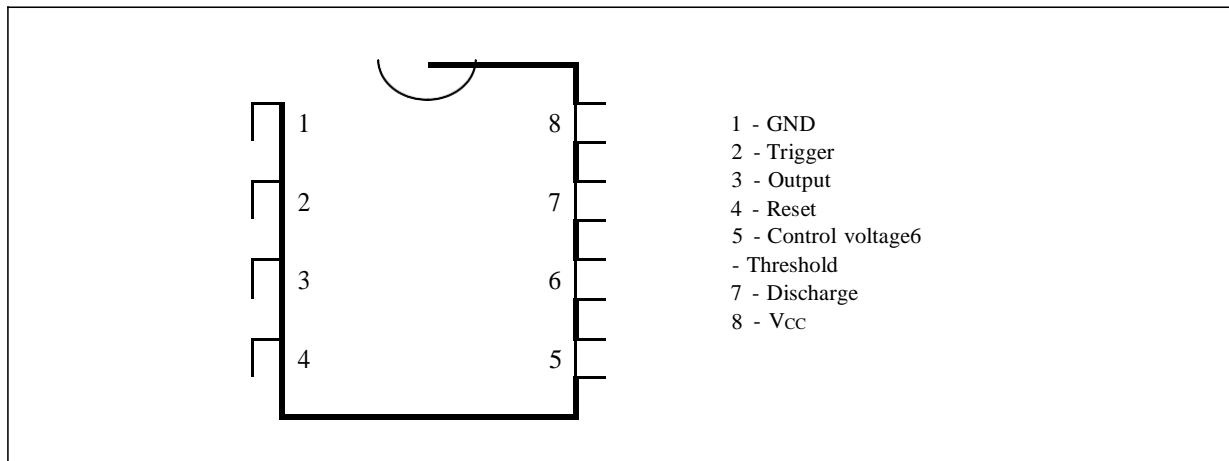 1
8
2
7
3
6
4
5
1 - GND
2 - Trigger
3 - Output
4 - Reset
5 - Control voltage6
- Threshold
7 - Discharge
8 - VCC